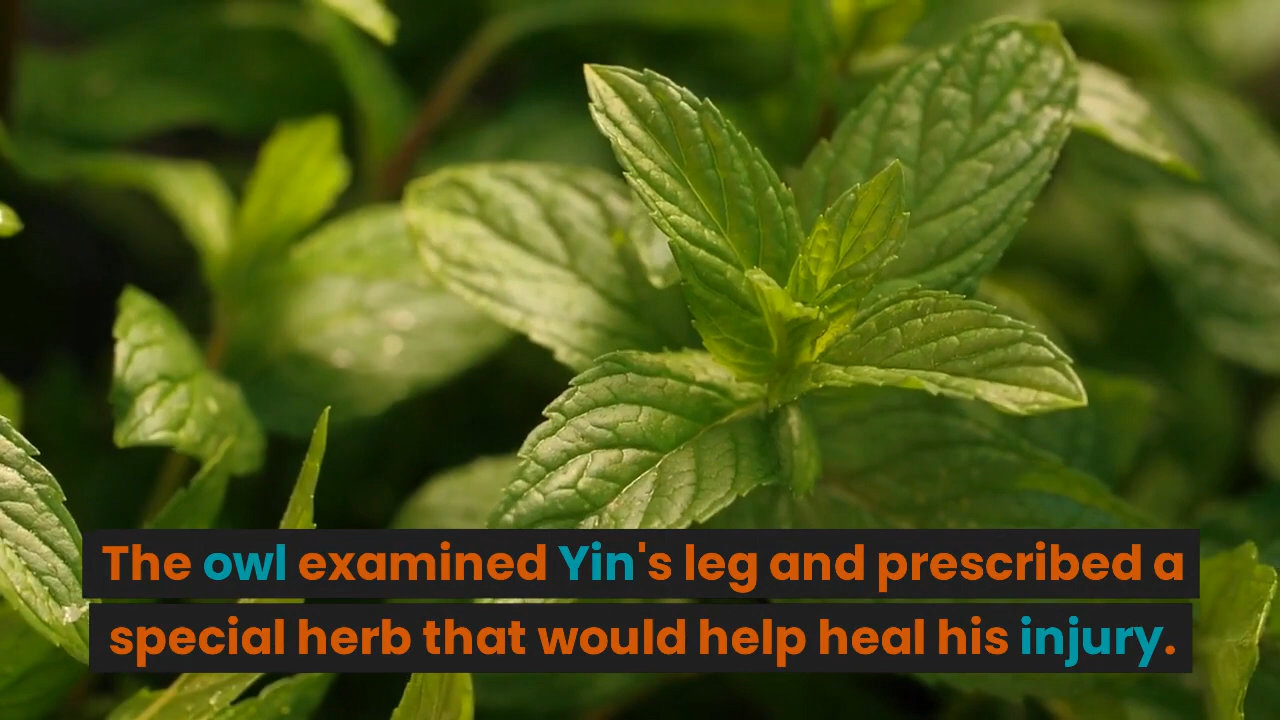 The owl examined Yin's leg and prescribed a
special herb that would help heal his injury.